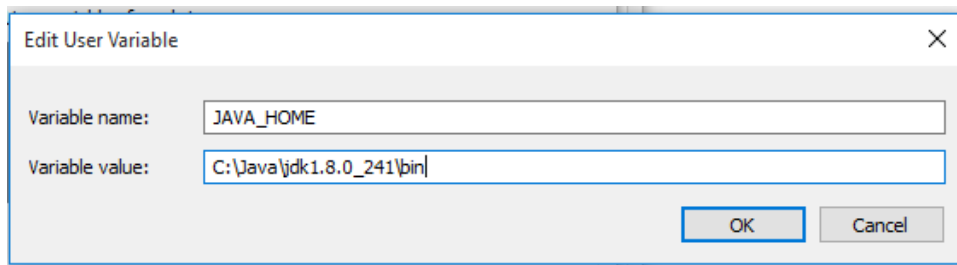 Edit User Variable
Variable name: JAVA_HOME
Variable value: C:\Java\jdk1.8.0_241\bin
OK Cancel